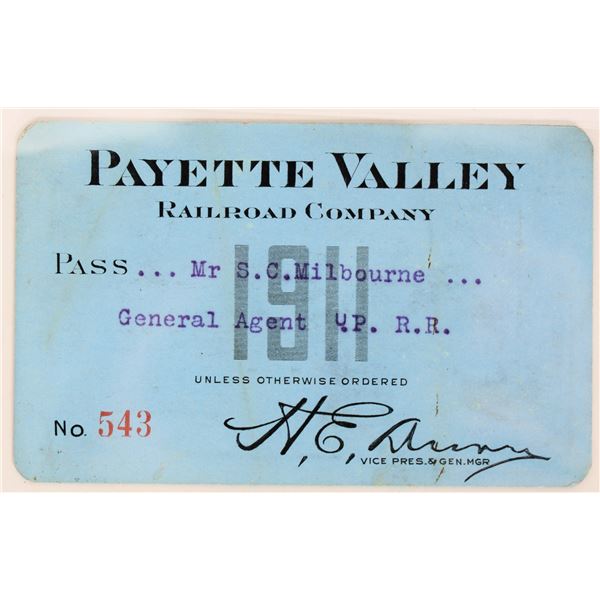 PAYETTE VALLEY
RAILROAD COMPANY
1911
PASS ... Mr S.C.Milbourne ...
General Agent U.P. R.R.
UNLESS OTHERWISE ORDERED
No. 543
H.E.
VICE PRES. & GEN.MGR